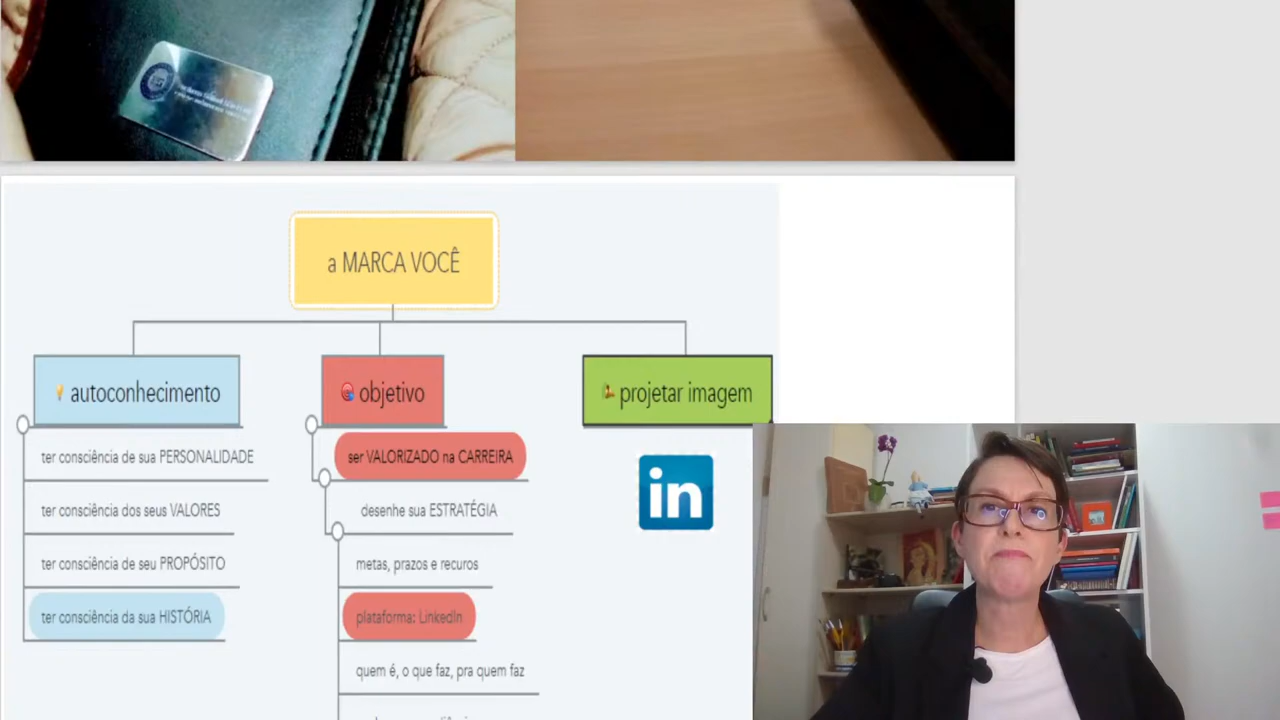 a MARCA VOCÊ
autoconhecimento
objetivo
projetar imagem
ter consciência de sua PERSONALIDADE
ter consciência dos seus VALORES
ter consciência de seu PROPÓSITO
ter consciência da sua HISTÓRIA
ser VALORIZADO na CARREIRA
desenhe sua ESTRATÉGIA
metas, prazos e recuros
plataforma: LinkedIn
quem é, o que faz, pra quem faz
in